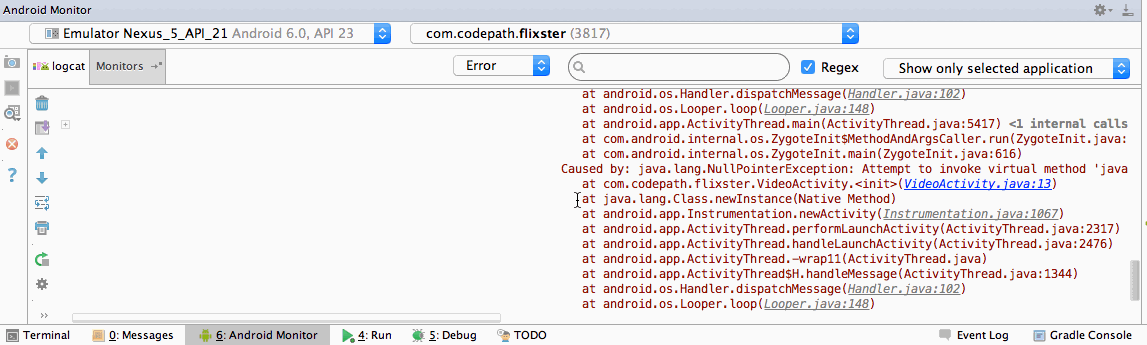 Android Monitor
Emulator Nexus_5_API_21 Android 6.0, API 23
com.codepath.flixster (3817)
logcat
Monitors
Error
Regex
Show only selected application
at android.os.Handler.dispatchMessage(Handler.java:102)
at android.os.Looper.loop(Looper.java:148)
at android.app.ActivityThread.main(ActivityThread.java:5417) <1 internal calls
at com.android.internal.os.ZygoteInit$MethodAndArgsCaller.run(ZygoteInit.java:
at com.android.internal.os.ZygoteInit.main(ZygoteInit.java:616)
Caused by: java.lang.NullPointerException: Attempt to invoke virtual method 'java
at com.codepath.flixster.VideoActivity.<init>(VideoActivity.java:13)
at java.lang.Class.newInstance(Native Method)
at android.app.Instrumentation.newActivity(Instrumentation.java:1067)
at android.app.ActivityThread.performLaunchActivity(ActivityThread.java:2317)
at android.app.ActivityThread.handleLaunchActivity(ActivityThread.java:2476)
at android.app.ActivityThread.-wrap11(ActivityThread.java)
at android.app.ActivityThread$H.handleMessage(ActivityThread.java:1344)
at android.os.Handler.dispatchMessage(Handler.java:102)
at android.os.Looper.loop(Looper.java:148)
Terminal
0: Messages
6: Android Monitor
4: Run
5: Debug
TODO
Event Log
Gradle Console